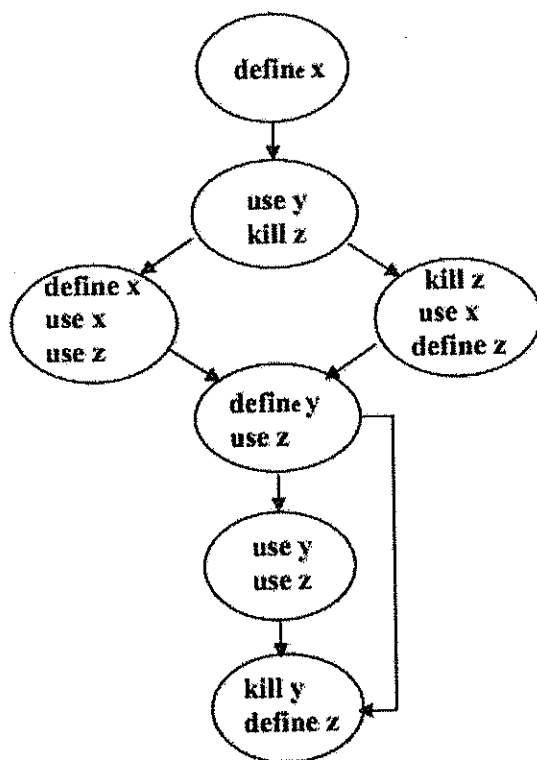 define x
use y
kill z
define x
use x
use z
kill z
use x
define z
define y
use z
use y
use z
kill y
define z